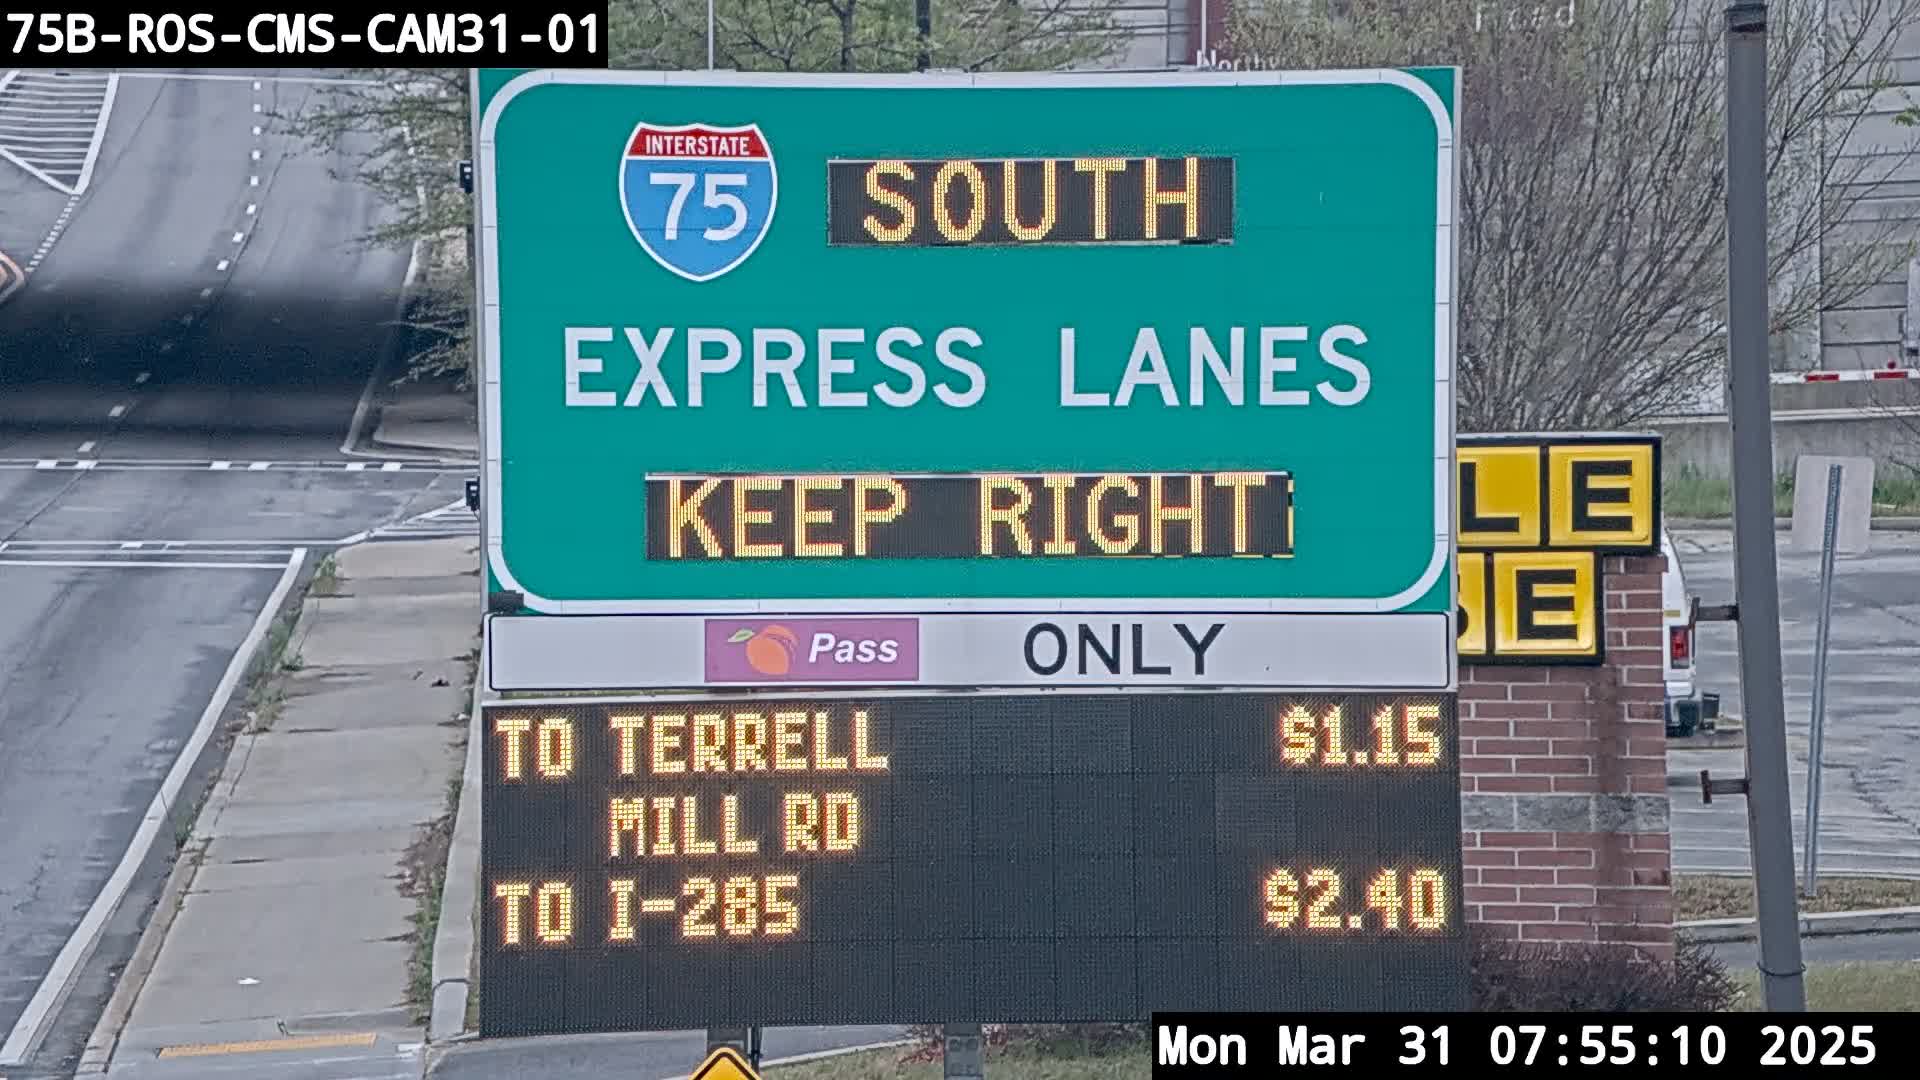 75B-ROS-CMS-CAM31-01
INTERSTATE
75
SOUTH
EXPRESS LANES
KEEP RIGHT
Pass ONLY
TO TERRELL $1.15
MILL RD
TO I-285 $2.40
LE
E
Mon Mar 31 07:55:10 2025